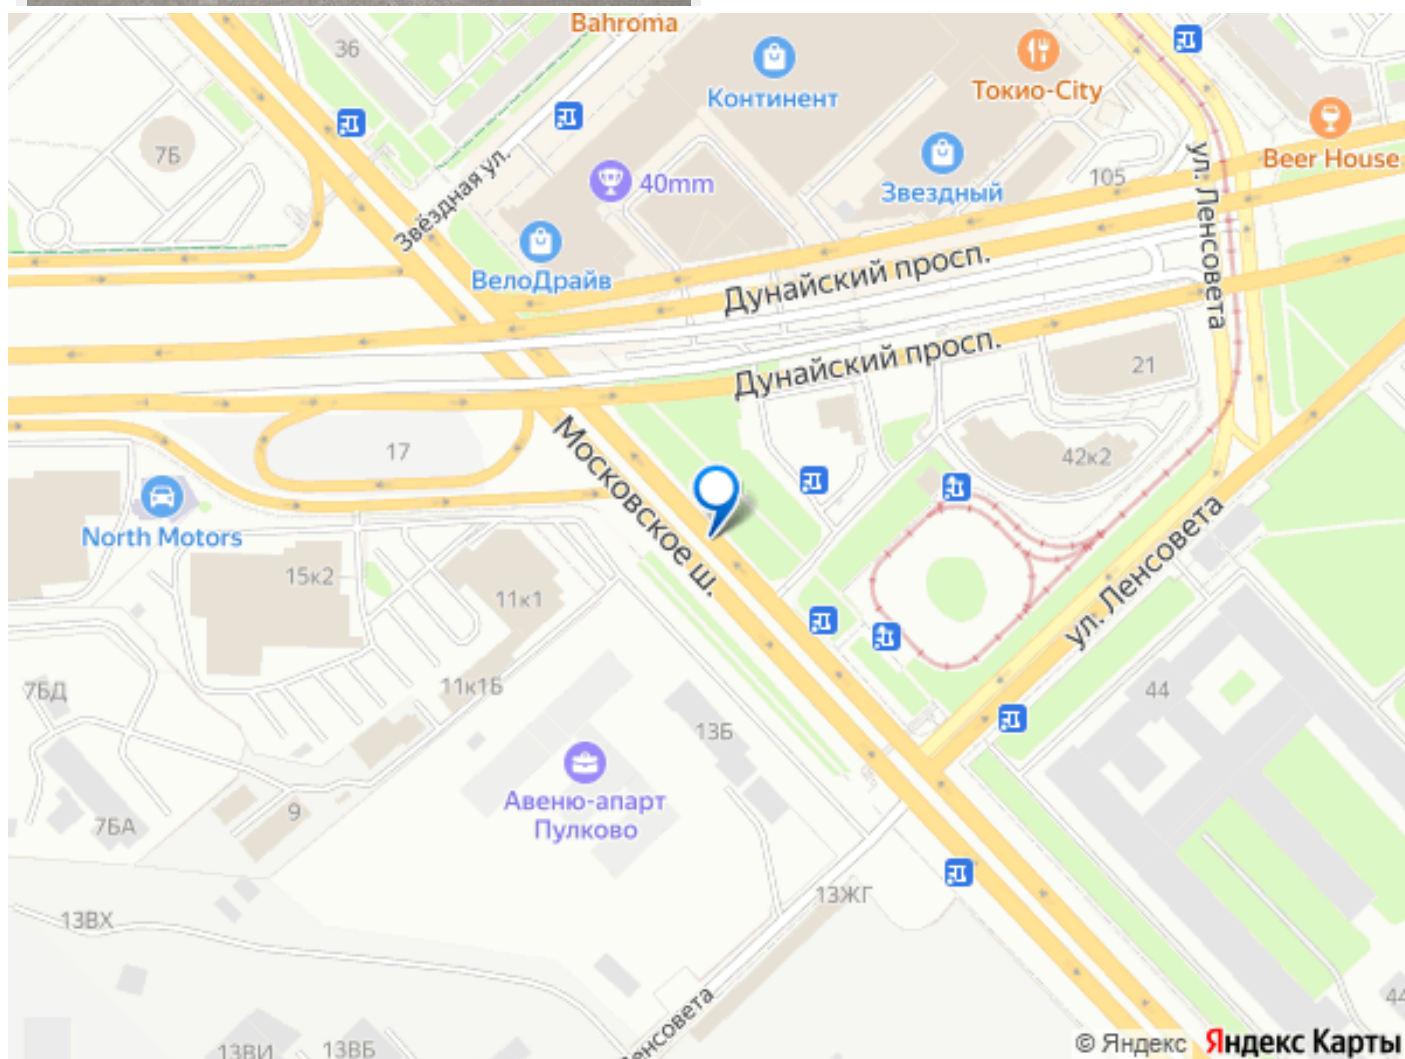 Bahroma
36
Континент
Токио-City
Beer House
7Б
Звёздная ул.
40mm
Звездный
105
ул. Ленсовета
ВелоДрайв
Дунайский просп.
Дунайский просп.
21
Московское ш.
17
42к2
North Motors
15к2
11к1
ул. Ленсовета
7БД
11к1Б
13Б
44
Авеню-апарт
Пулково
9
7БА
13ЖГ
13ВХ
44
13ВИ
13ВБ
енсовета
© Яндекс Яндекс Карты